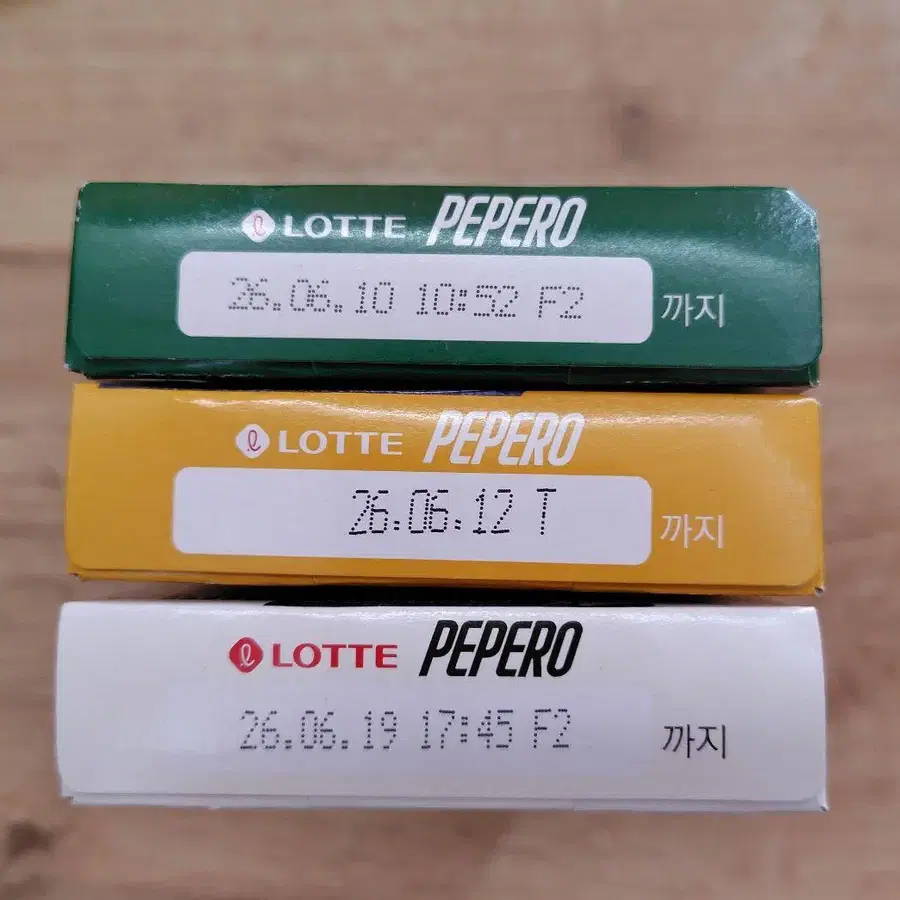 LOTTE PEPERO
26.06.10 10:52 F2 까지
LOTTE PEPERO
26.06.12 T 까지
LOTTE PEPERO
26.06.19 17:45 F2 까지